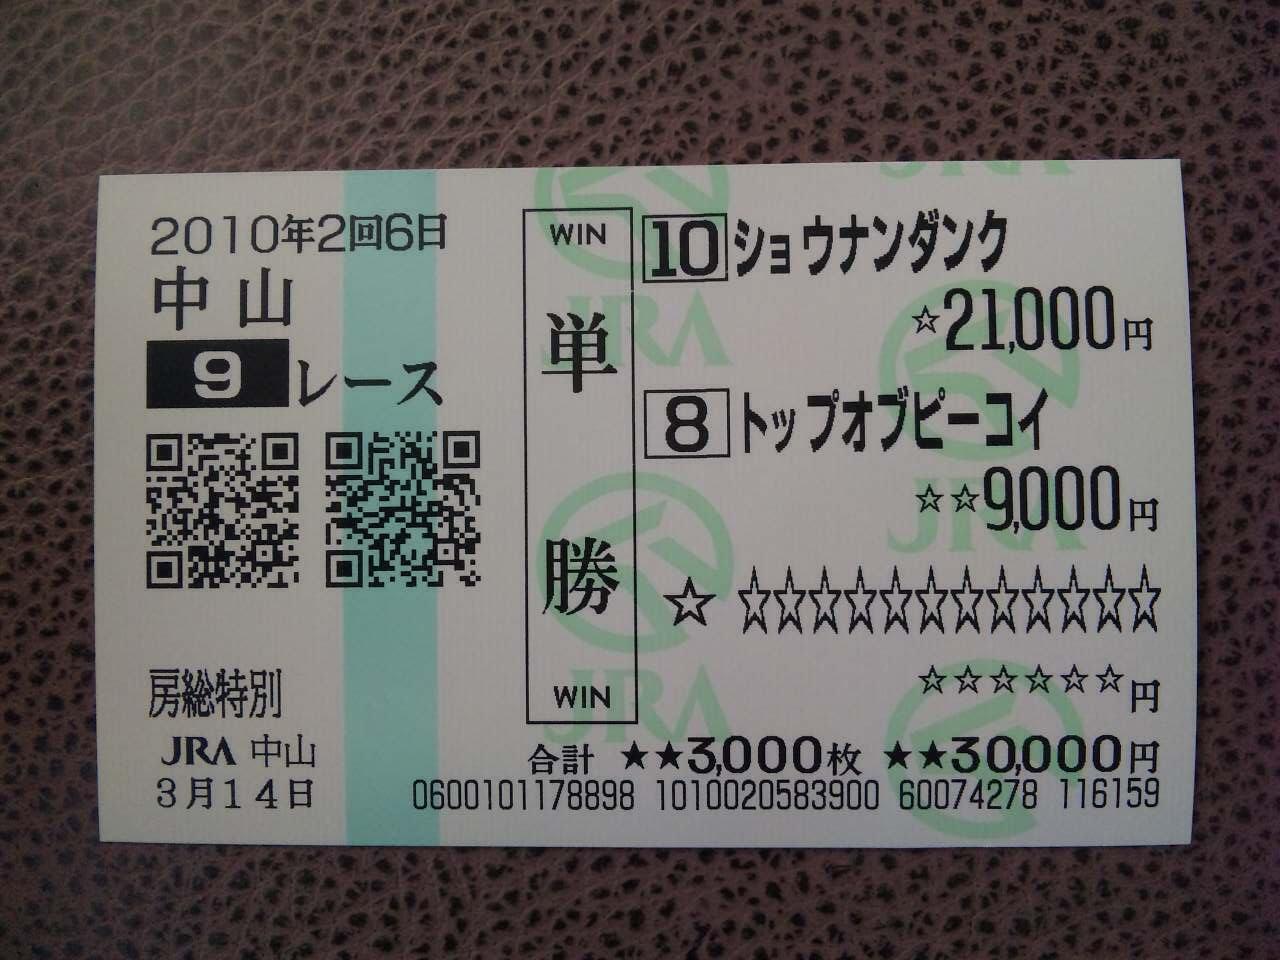 2010年2回6日
中山
9レース
房総特別
JRA 中山
3月14日
WIN
単勝
WIN
10 ショウナンダンク
☆21,000円
8 トップオブピーコイ
☆☆9,000円
☆ ☆☆☆☆☆☆☆☆☆☆☆☆
☆☆☆☆☆☆円
合計 ★★3,000枚 ★★30,000円
0600101178898 1010020583900 60074278 116159
JRA
JRA
JRA
JRA